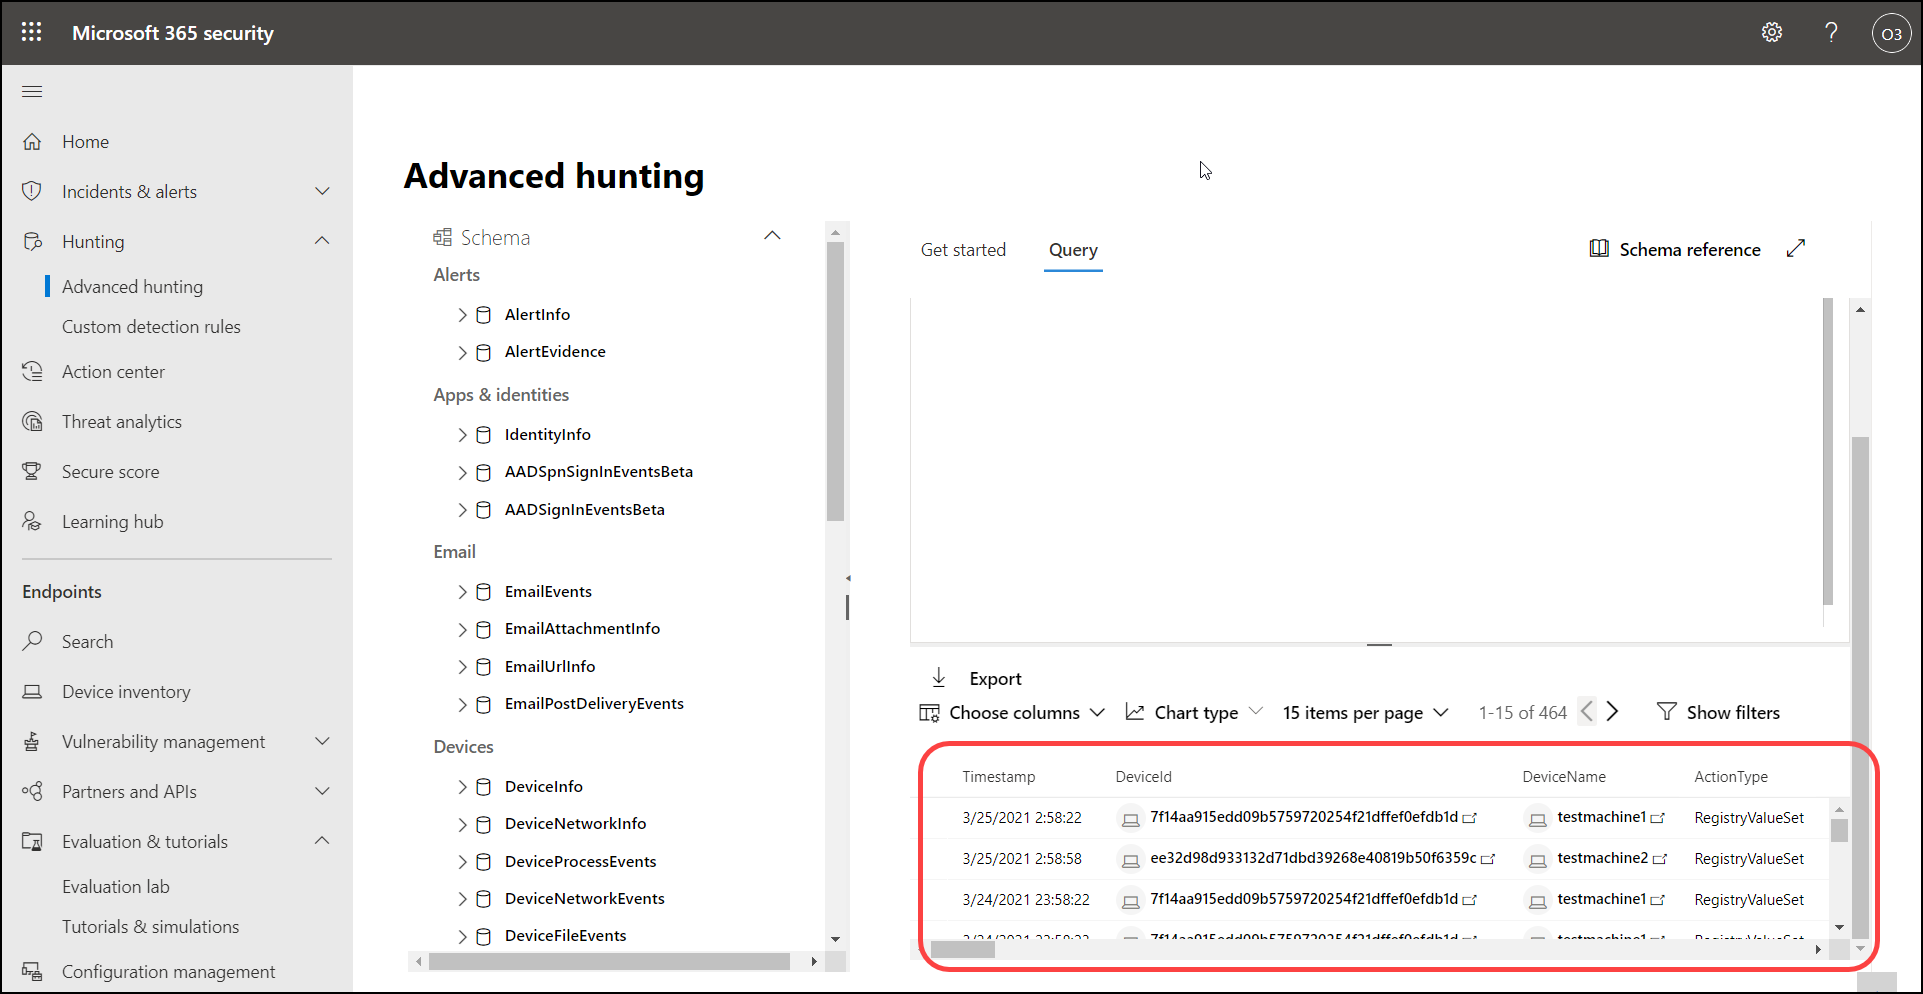 Microsoft 365 security
?
O3
Home
Incidents & alerts
Hunting
Advanced hunting
Custom detection rules
Action center
Threat analytics
Secure score
Learning hub
Endpoints
Search
Device inventory
Vulnerability management
Partners and APIs
Evaluation & tutorials
Evaluation lab
Tutorials & simulations
Configuration management
Advanced hunting
Schema
Alerts
AlertInfo
AlertEvidence
Apps & identities
IdentityInfo
AADSpnSignInEventsBeta
AADSignInEventsBeta
Email
EmailEvents
EmailAttachmentInfo
EmailUrlInfo
EmailPostDeliveryEvents
Devices
DeviceInfo
DeviceNetworkInfo
DeviceProcessEvents
DeviceNetworkEvents
DeviceFileEvents
Get started Query Schema reference
Export
Choose columns Chart type 15 items per page 1-15 of 464 Show filters
Timestamp DeviceId DeviceName ActionType
3/25/2021 2:58:22 7f14aa915edd09b5759720254f21dffef0efdb1d testmachine1 RegistryValueSet
3/25/2021 2:58:58 ee32d98d933132d71dbd39268e40819b50f6359c testmachine2 RegistryValueSet
3/24/2021 23:58:22 7f14aa915edd09b5759720254f21dffef0efdb1d testmachine1 RegistryValueSet